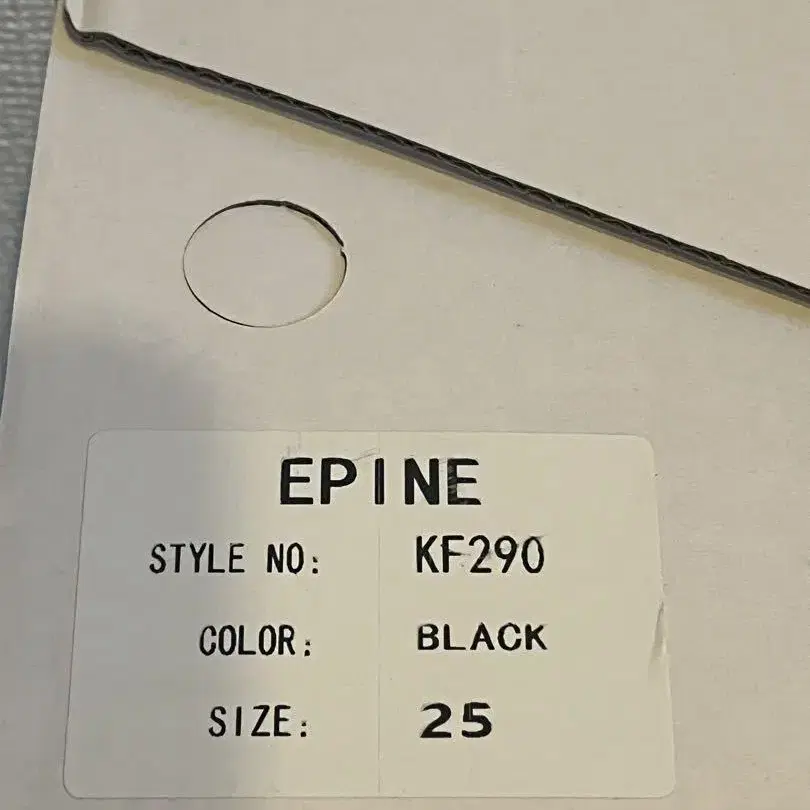 EPINE
STYLE NO: KF290
COLOR: BLACK
SIZE: 25